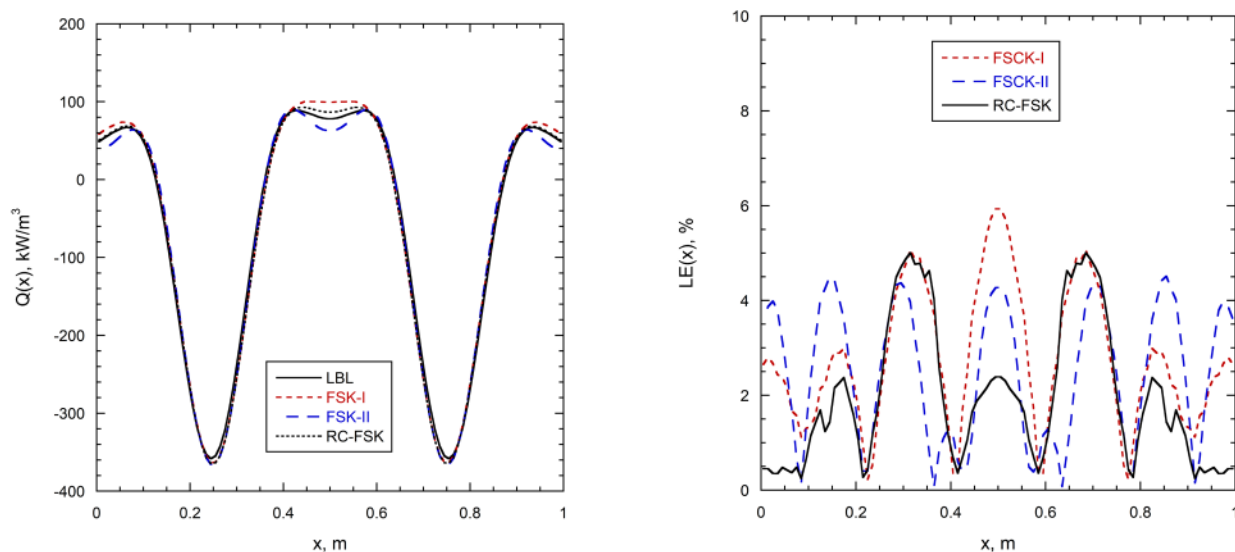 200
100
0
-100
-200
-300
-400
Q(x), kW/m³
LBL
FSK-I
FSK-II
RC-FSK
0 0.2 0.4 0.6 0.8 1
x, m
10
8
6
4
2
0
LE(x), %
FSCK-I
FSCK-II
RC-FSK
0 0.2 0.4 0.6 0.8 1
x, m